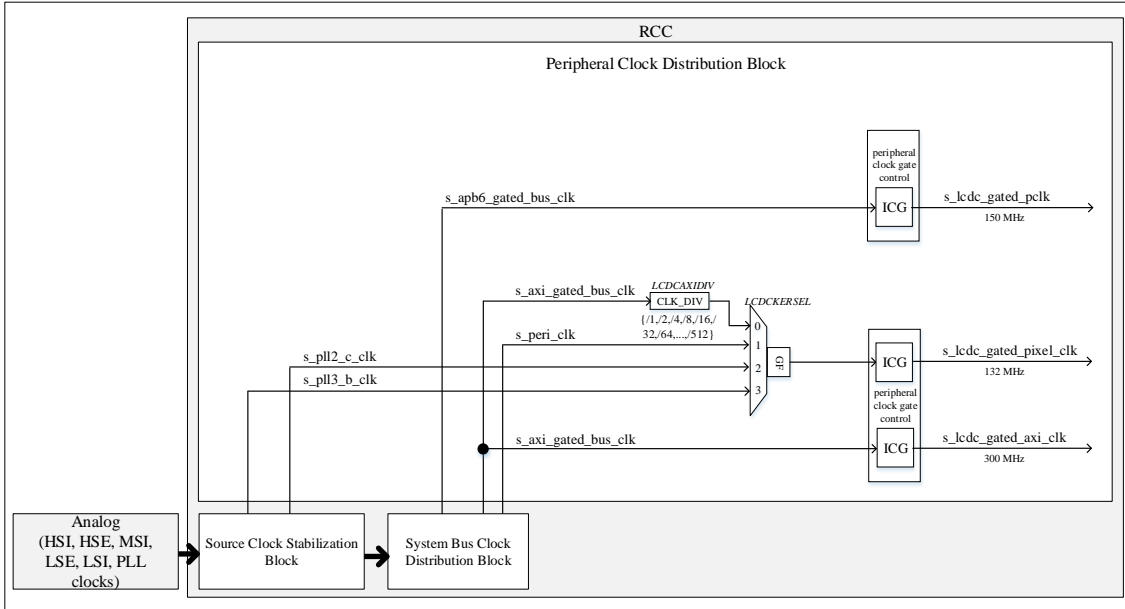 RCC
Peripheral Clock Distribution Block
peripheral
clock gate
control
s_apb6_gated_bus_clk
ICG
s_lcdc_gated_pclk
150 MHz
s_axi_gated_bus_clk
LCDCAXIDIV
CLK_DIV
{/1,/2,/4,/8,/16,/
32,/64,...,/512}
LCDCKERSEL
0
1
2
3
GF
s_peri_clk
s_pll2_c_clk
s_pll3_b_clk
ICG
s_lcdc_gated_pixel_clk
132 MHz
peripheral
clock gate
control
s_axi_gated_bus_clk
ICG
s_lcdc_gated_axi_clk
300 MHz
Analog
(HSI, HSE, MSI,
LSE, LSI, PLL
clocks)
Source Clock Stabilization
Block
System Bus Clock
Distribution Block